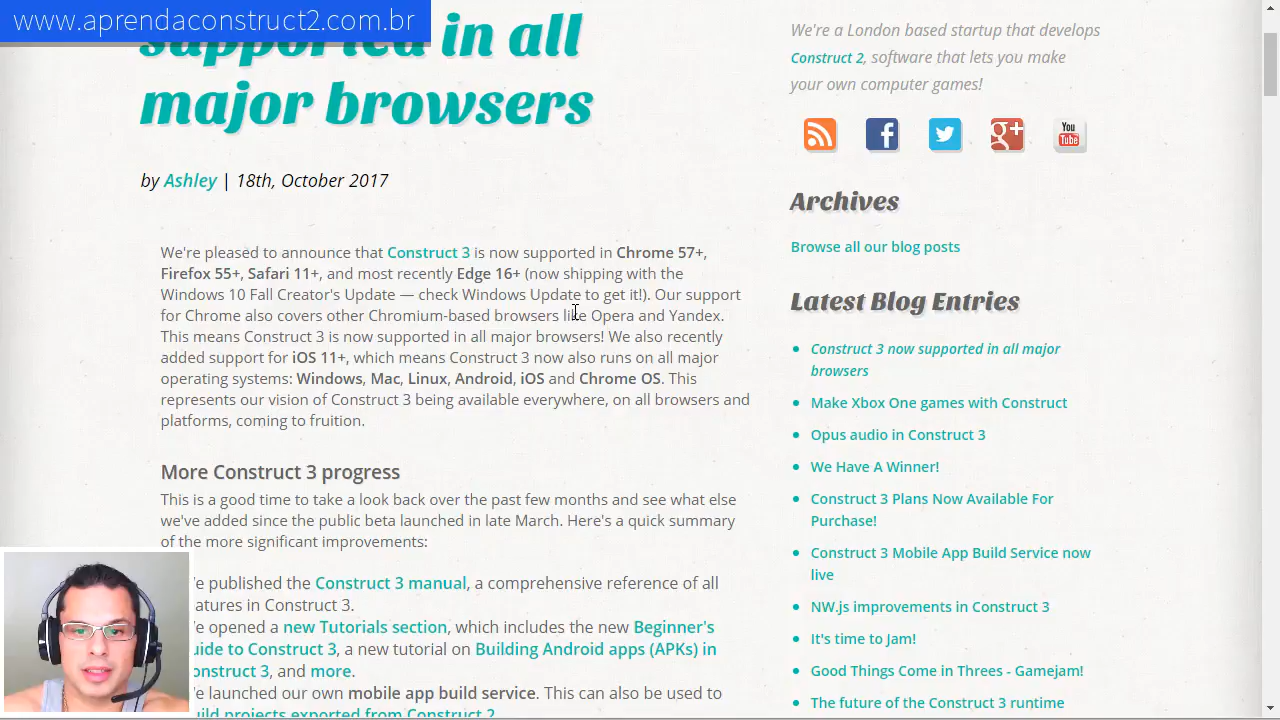 www.aprendaconstruct2.com.br
supported in all
major browsers
by Ashley | 18th, October 2017
We're pleased to announce that Construct 3 is now supported in Chrome 57+,
Firefox 55+, Safari 11+, and most recently Edge 16+ (now shipping with the
Windows 10 Fall Creator's Update — check Windows Update to get it!). Our support
for Chrome also covers other Chromium-based browsers like Opera and Yandex.
This means Construct 3 is now supported in all major browsers! We also recently
added support for iOS 11+, which means Construct 3 now also runs on all major
operating systems: Windows, Mac, Linux, Android, iOS and Chrome OS. This
represents our vision of Construct 3 being available everywhere, on all browsers and
platforms, coming to fruition.
More Construct 3 progress
This is a good time to take a look back over the past few months and see what else
we've added since the public beta launched in late March. Here's a quick summary
of the more significant improvements:
published the Construct 3 manual, a comprehensive reference of all
in Construct 3.
opened a new Tutorials section, which includes the new Beginner's
to Construct 3, a new tutorial on Building Android apps (APKs) in
3, and more.
launched our own mobile app build service. This can also be used to
projects exported from Construct 2
We're a London based startup that develops
Construct 2, software that lets you make
your own computer games!
You
Tube
Archives
Browse all our blog posts
Latest Blog Entries
Construct 3 now supported in all major
browsers
Make Xbox One games with Construct
Opus audio in Construct 3
We Have A Winner!
Construct 3 Plans Now Available For
Purchase!
Construct 3 Mobile App Build Service now
live
NW.js improvements in Construct 3
It's time to Jam!
Good Things Come in Threes - Gamejam!
The future of the Construct 3 runtime